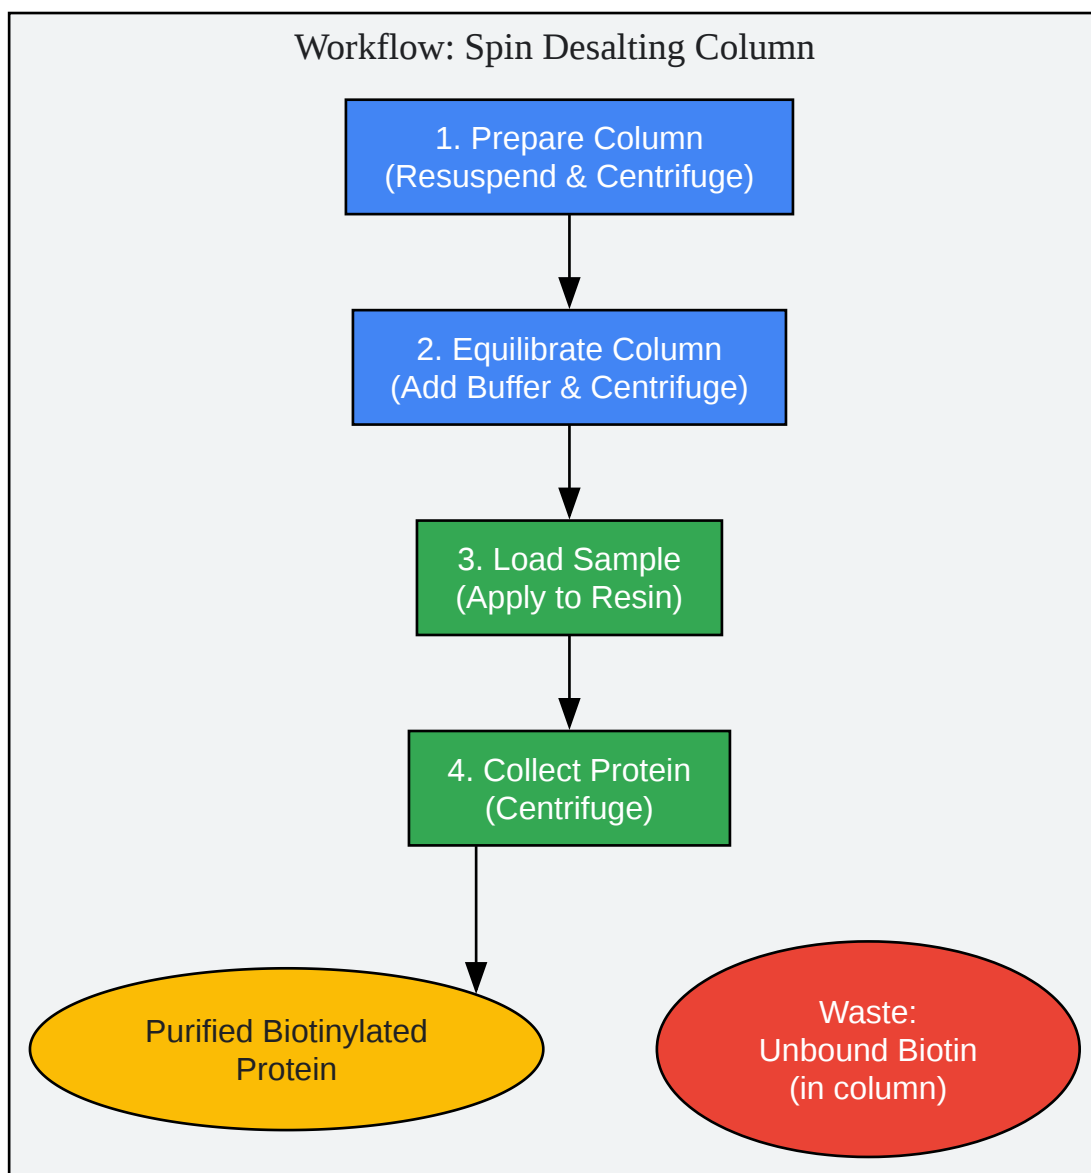 Workflow: Spin Desalting Column
1. Prepare Column
(Resuspend & Centrifuge)
2. Equilibrate Column
(Add Buffer & Centrifuge)
3. Load Sample
(Apply to Resin)
4. Collect Protein
(Centrifuge)
Purified Biotinylated
Protein
Waste:
Unbound Biotin
(in column)